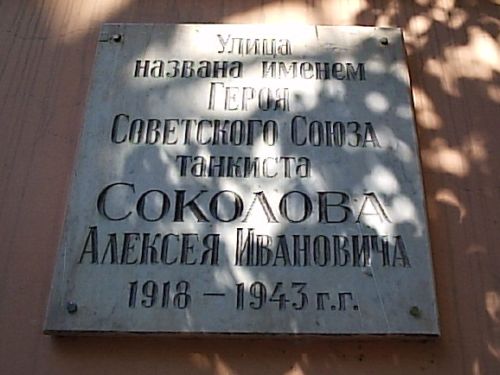 Улица
названа именем
Героя
Советского Союза
танкиста
Соколова
Алексея Ивановича
1918 – 1943 г.г.